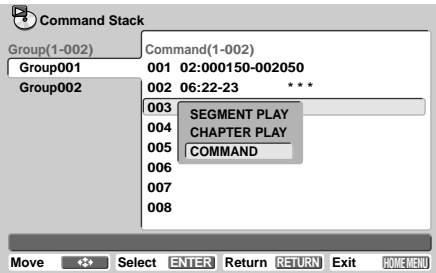 Command Stack
Group(1-002) Command(1-002)
Group001 001 02:000150-002050
Group002 002 06:22-23 ***
003
SEGMENT PLAY
004
CHAPTER PLAY
005 COMMAND
006
007
008
Move Select ENTER Return RETURN Exit HOME MENU